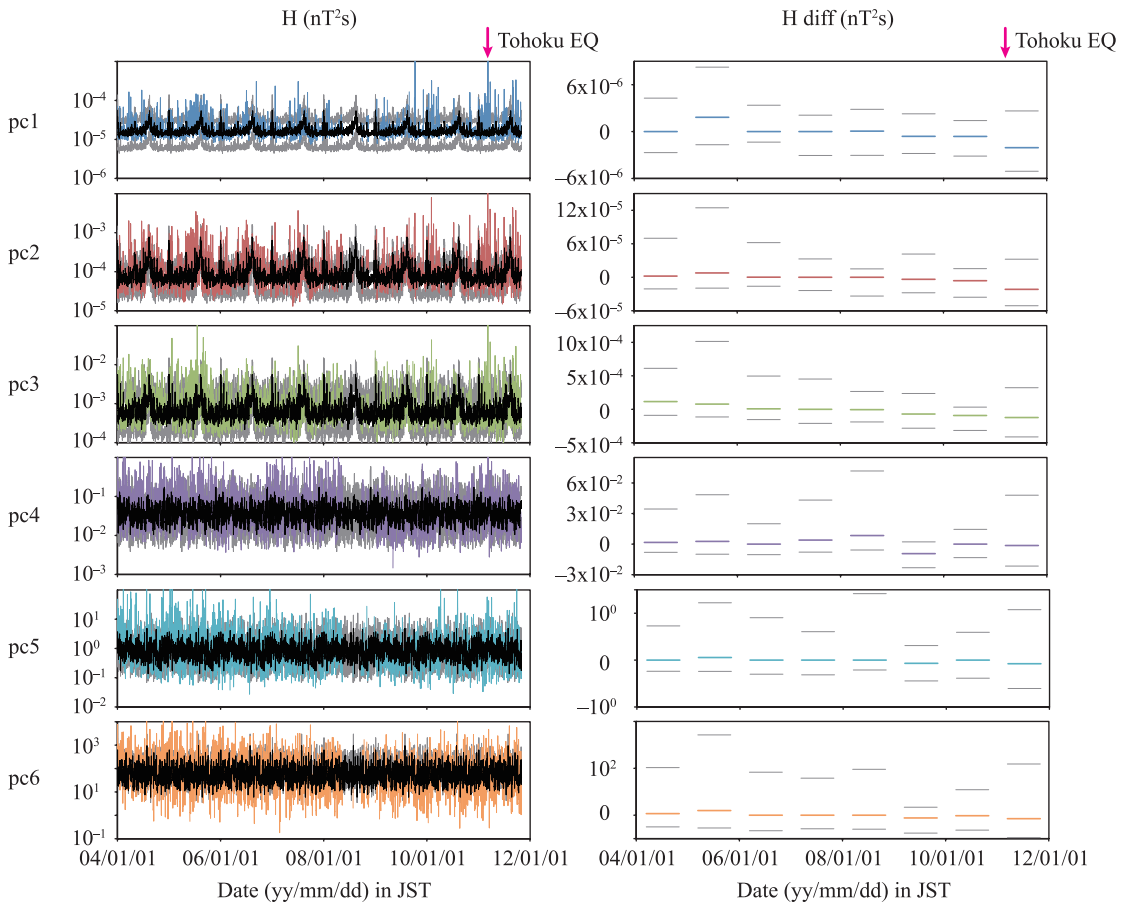 H (nT²s)
H diff (nT²s)
Tohoku EQ
Tohoku EQ
pc1
10⁻⁴
10⁻⁵
10⁻⁶
6x10⁻⁶
0
–6x10⁻⁶
pc2
10⁻³
10⁻⁴
10⁻⁵
12x10⁻⁵
6x10⁻⁵
0
–6x10⁻⁵
pc3
10⁻²
10⁻³
10⁻⁴
10x10⁻⁴
5x10⁻⁴
0
–5x10⁻⁴
pc4
10⁻¹
10⁻²
10⁻³
6x10⁻²
3x10⁻²
0
–3x10⁻²
pc5
10¹
10⁰
10⁻¹
10⁻²
10⁰
0
–10⁰
pc6
10³
10¹
10⁻¹
10²
0
04/01/01 06/01/01 08/01/01 10/01/01 12/01/01
04/01/01 06/01/01 08/01/01 10/01/01 12/01/01
Date (yy/mm/dd) in JST
Date (yy/mm/dd) in JST